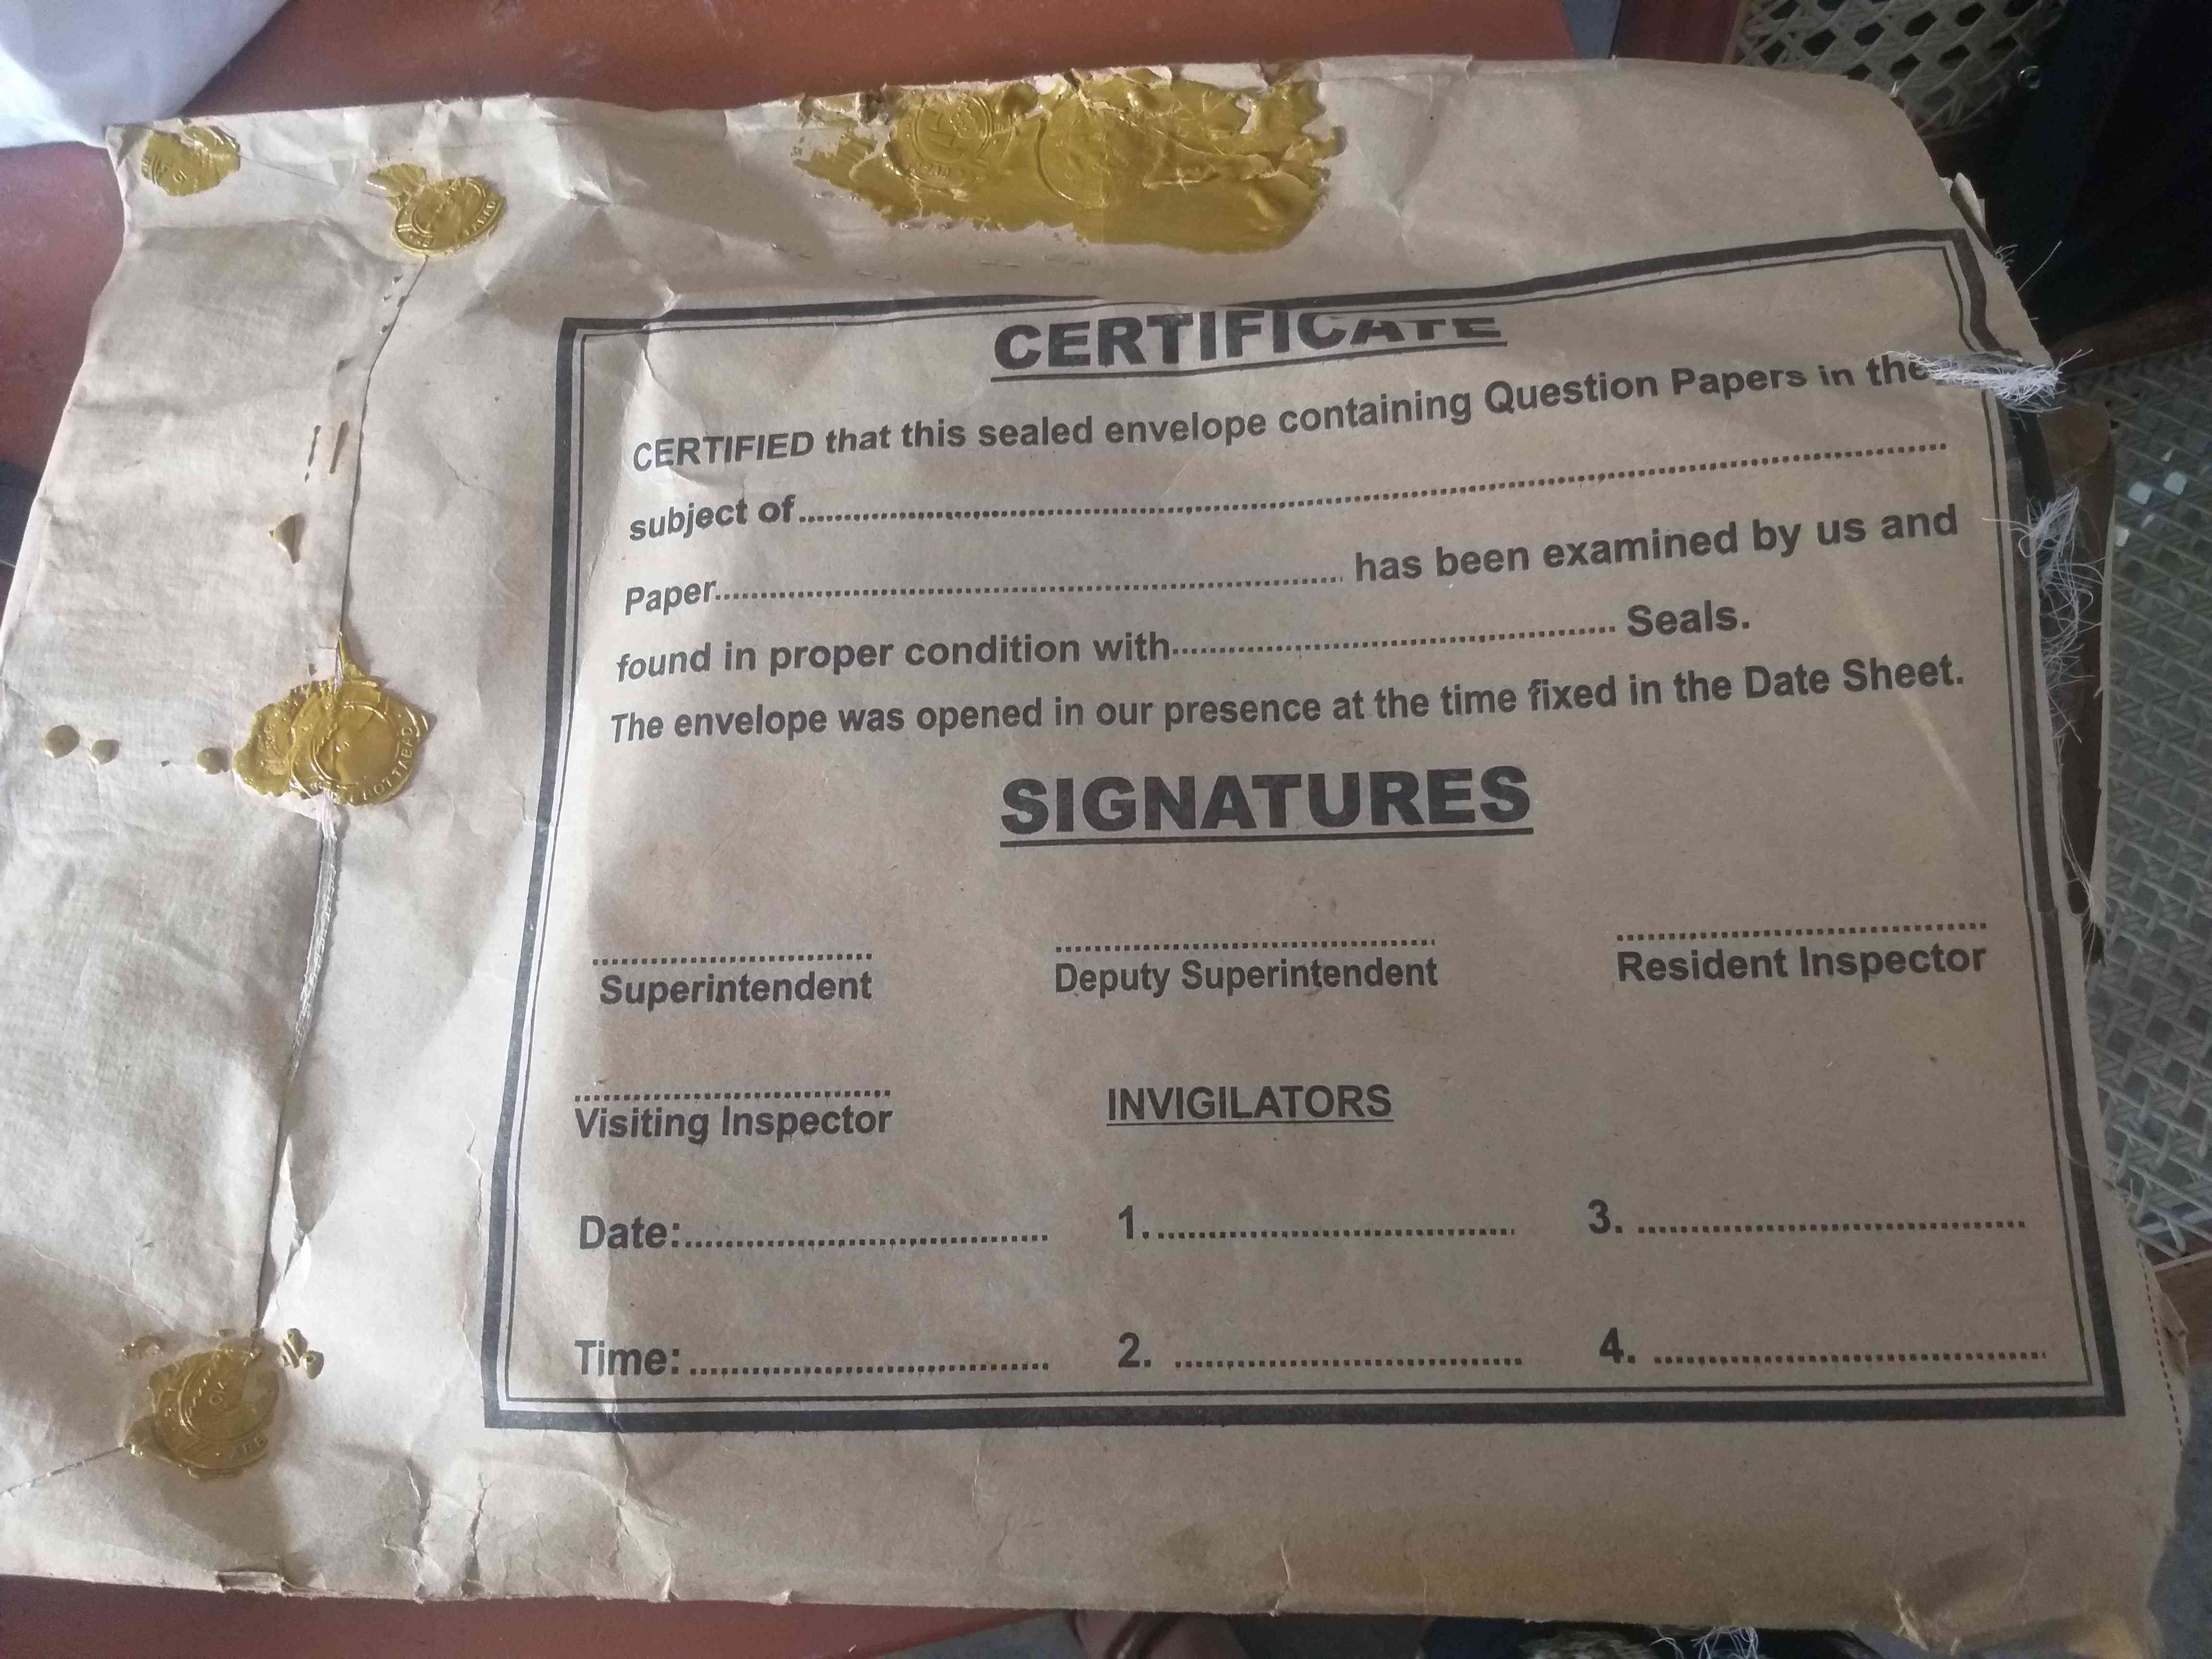 CERTIFICATE
CERTIFIED that this sealed envelope containing Question Papers in the
subject of....................................................................................................
Paper............................................................ has been examined by us and
found in proper condition with.......................................... Seals.
The envelope was opened in our presence at the time fixed in the Date Sheet.
SIGNATURES
Superintendent
Deputy Superintendent
Resident Inspector
Visiting Inspector
INVIGILATORS
Date:................................... 1................................... 3. ...................................
Time:................................... 2. ................................. 4. ...................................